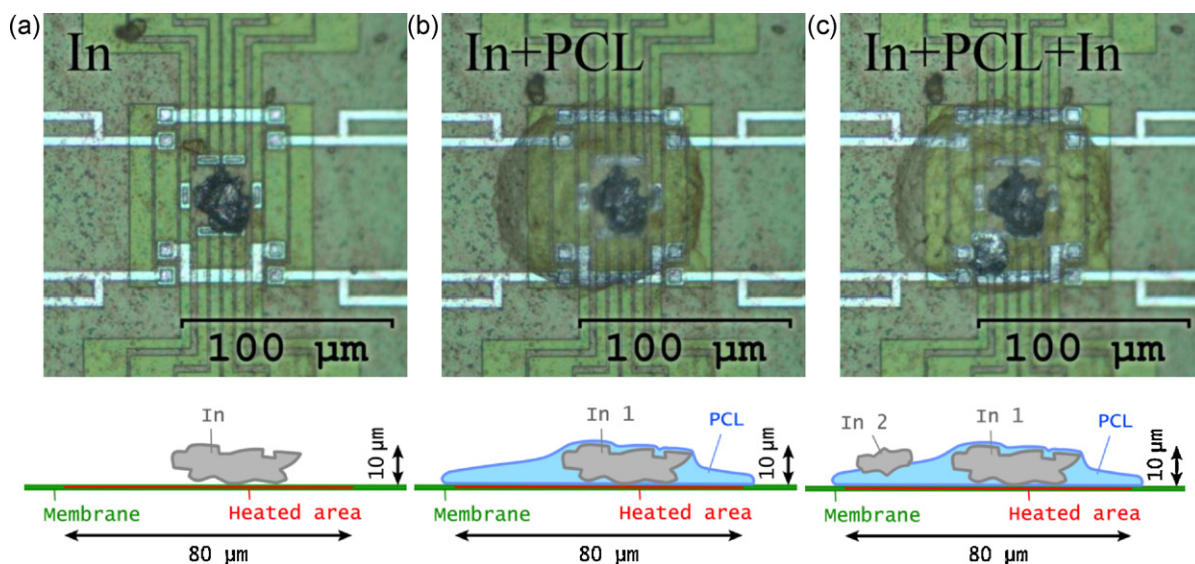 (a)
In
100 µm
(b)
In+PCL
100 µm
(c)
In+PCL+In
100 µm
In
10 µm
Membrane
Heated area
80 µm
In 1
PCL
10 µm
Membrane
Heated area
80 µm
In 2
In 1
PCL
10 µm
Membrane
Heated area
80 µm